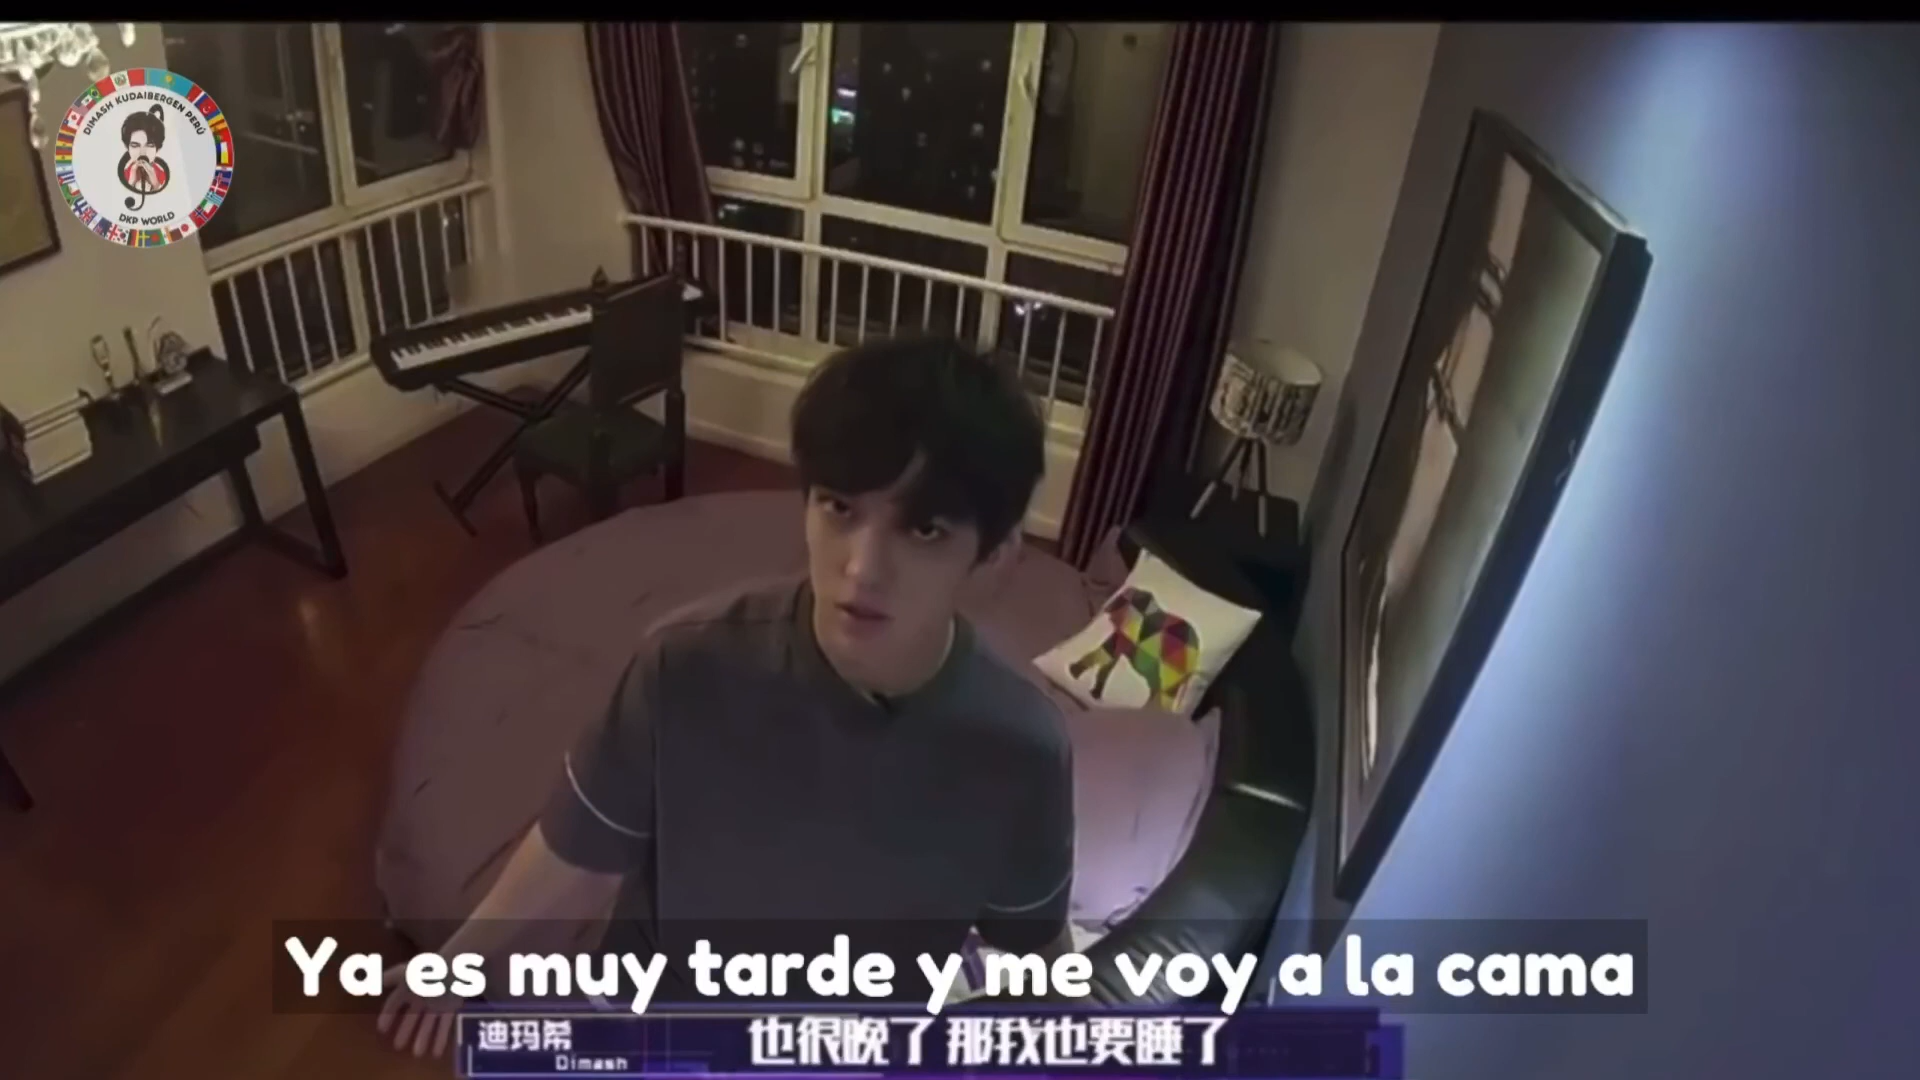 DIMASH KUDAIBERGEN PERÚ
DKP WORLD
Ya es muy tarde y me voy a la cama
迪玛希
Dimash
也很晚了 那我也要睡了